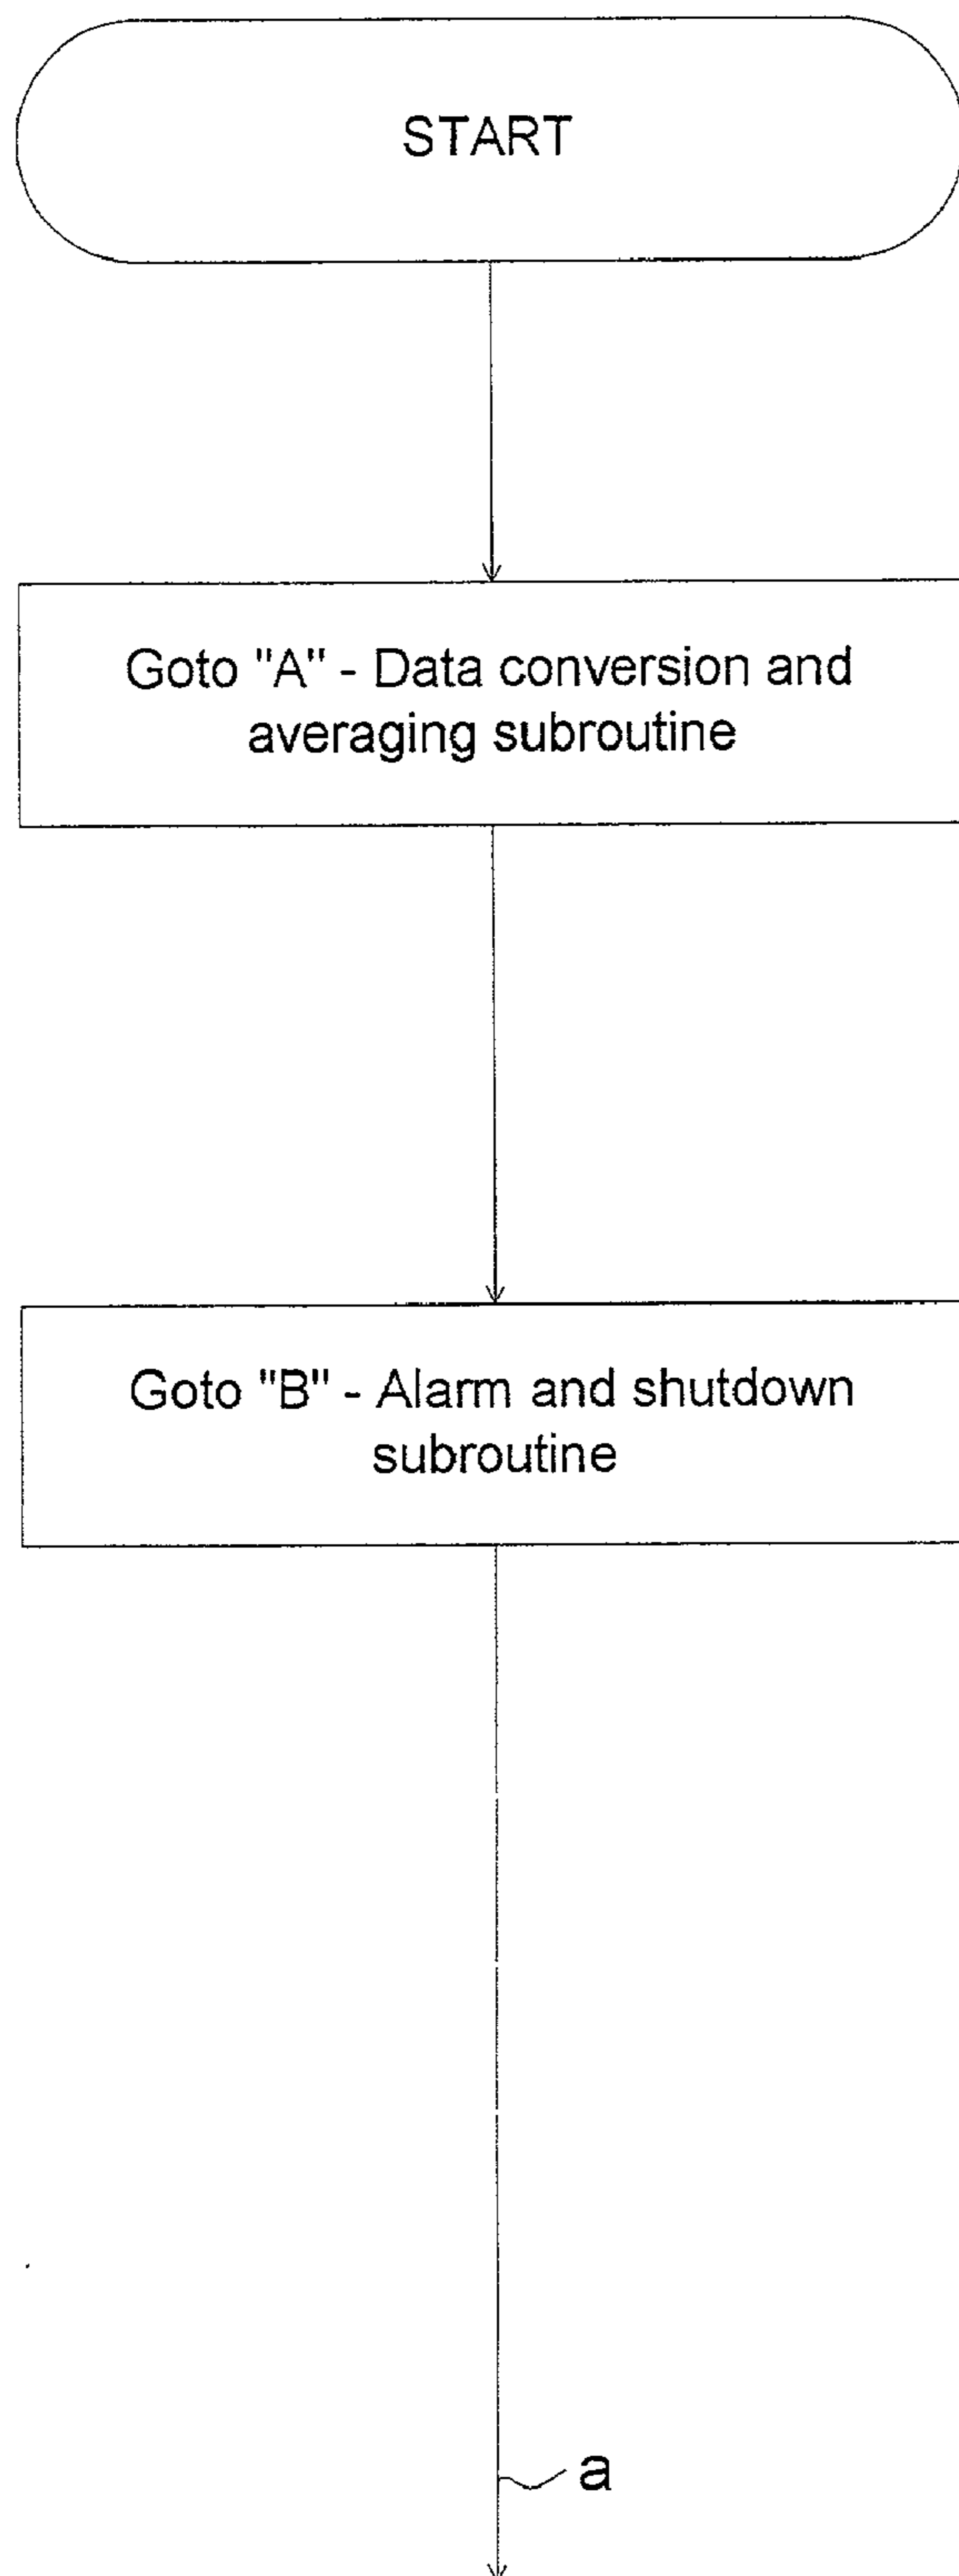 START
Goto "A" - Data conversion and
averaging subroutine
Goto "B" - Alarm and shutdown
subroutine
a